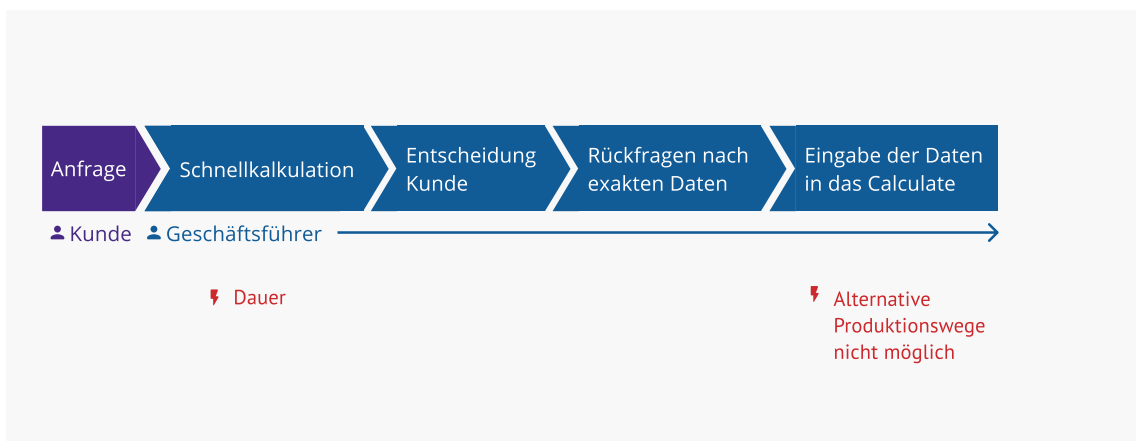 Anfrage
Schnellkalkulation
Entscheidung
Kunde
Rückfragen nach
exakten Daten
Eingabe der Daten
in das Calculate
Kunde
Geschäftsführer
Dauer
Alternative
Produktionswege
nicht möglich